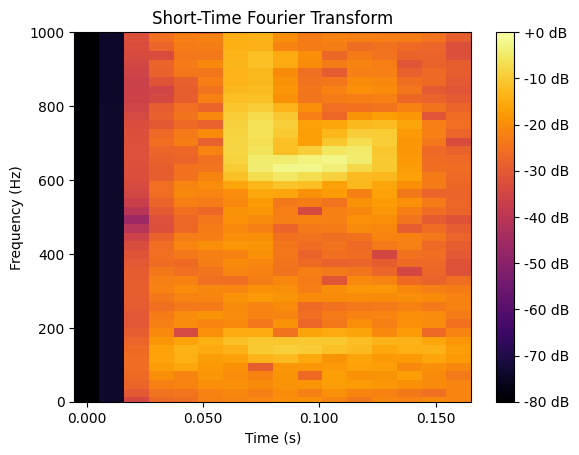 Short-Time Fourier Transform
Frequency (Hz)
1000
800
600
400
200
0
0.000
0.050
0.100
0.150
Time (s)
+0 dB
-10 dB
-20 dB
-30 dB
-40 dB
-50 dB
-60 dB
-70 dB
-80 dB